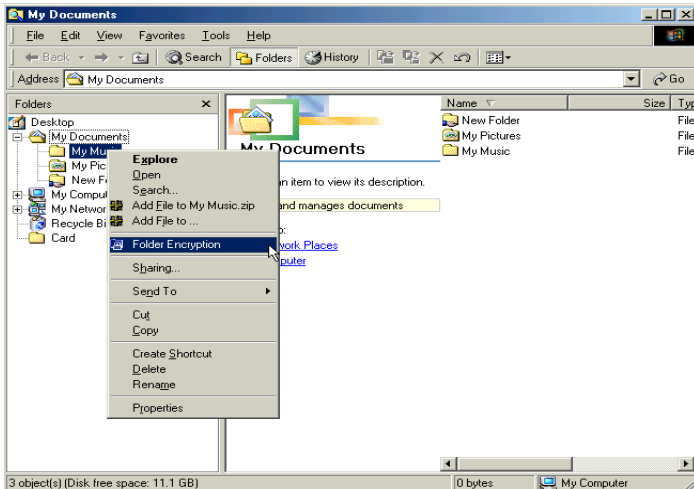 My Documents
File Edit View Favorites Tools Help
Back Search Folders History
Address My Documents Go
Folders
Desktop
My Documents
My Mu
My Pic
New F
My Comput
My Networ
Recycle Bi
Card
Explore
Open
Search...
Add File to My Music.zip
Add File to ...
Folder Encryption
Sharing...
Send To
Cut
Copy
Create Shortcut
Delete
Rename
Properties
My Documents
an item to view its description.
and manages documents
o:
work Places
puter
Name Size Typ
New Folder File
My Pictures File
My Music File
3 object(s) (Disk free space: 11.1 GB) 0 bytes My Computer